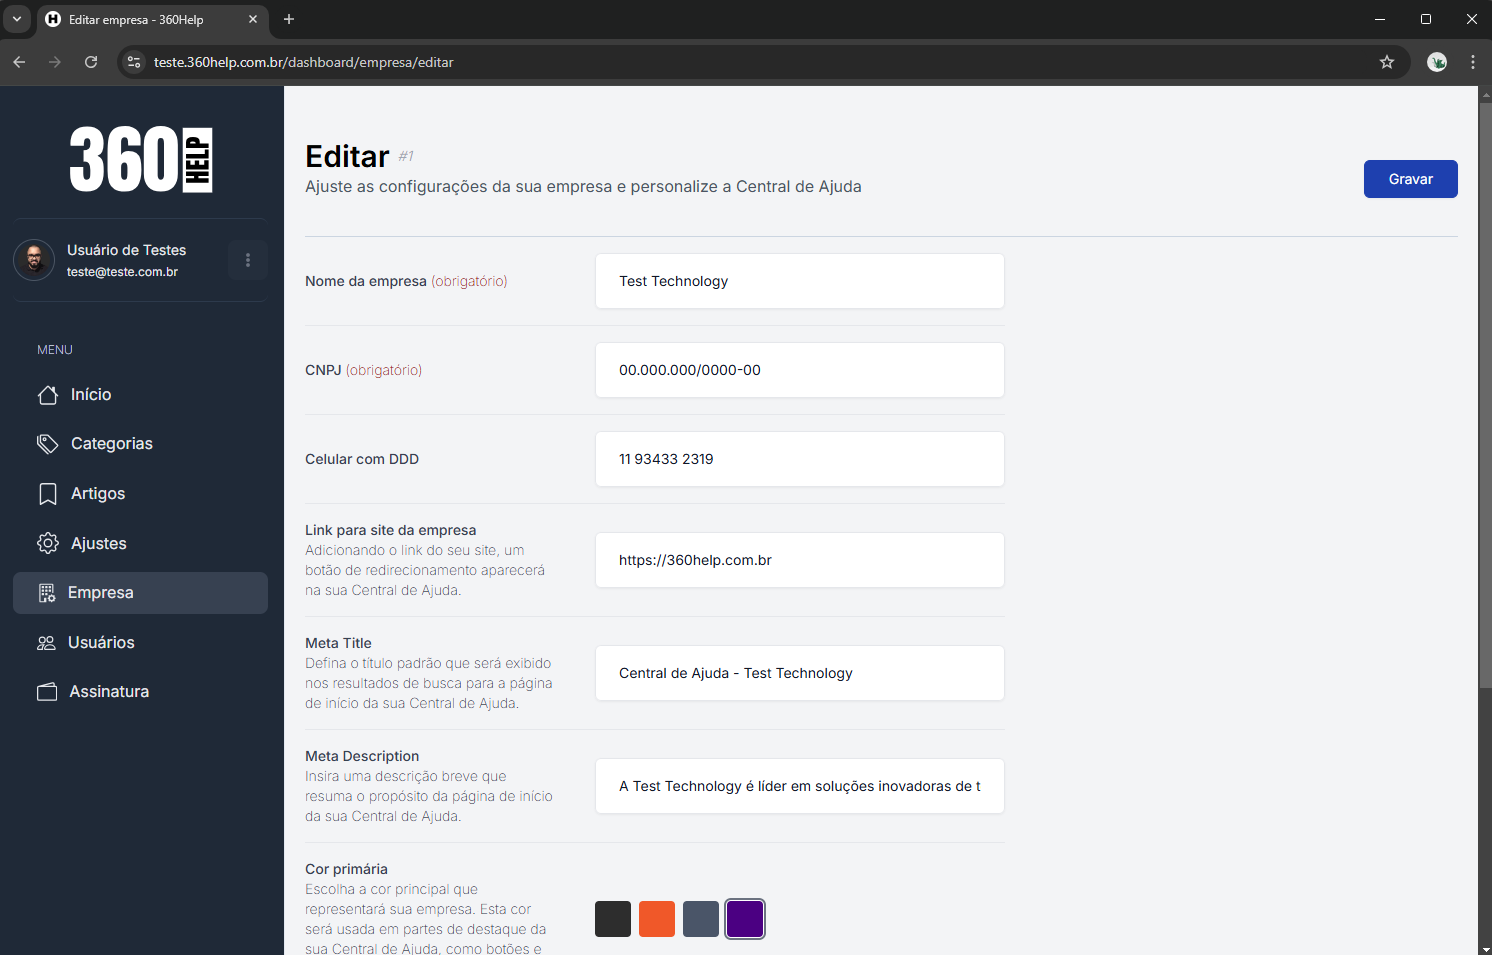 Editar empresa - 360Help
teste.360help.com.br/dashboard/empresa/editar
360 HELP
Usuário de Testes
teste@teste.com.br
MENU
Início
Categorias
Artigos
Ajustes
Empresa
Usuários
Assinatura
Editar #1
Ajuste as configurações da sua empresa e personalize a Central de Ajuda
Gravar
Nome da empresa (obrigatório)
Test Technology
CNPJ (obrigatório)
00.000.000/0000-00
Celular com DDD
11 93433 2319
Link para site da empresa
Adicionando o link do seu site, um
botão de redirecionamento aparecerá
na sua Central de Ajuda.
https://360help.com.br
Meta Title
Defina o título padrão que será exibido
nos resultados de busca para a página
de início da sua Central de Ajuda.
Central de Ajuda - Test Technology
Meta Description
Insira uma descrição breve que
resuma o propósito da página de início
da sua Central de Ajuda.
A Test Technology é líder em soluções inovadoras de t
Cor primária
Escolha a cor principal que
representará sua empresa. Esta cor
será usada em partes de destaque da
sua Central de Ajuda, como botões e